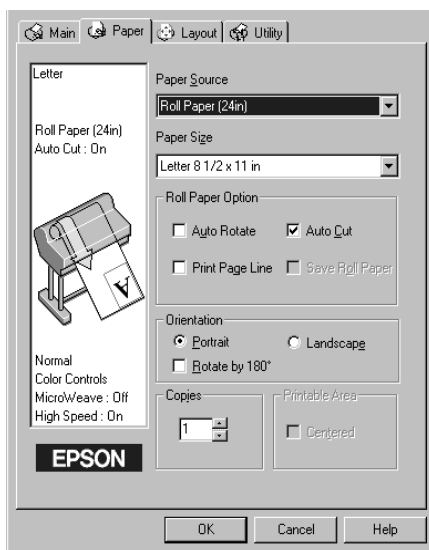 Main Paper Layout Utility
Letter
Roll Paper (24in)
Auto Cut : On
A
Normal
Color Controls
MicroWeave : Off
High Speed : On
EPSON
Paper Source
Roll Paper (24in)
Paper Size
Letter 8 1/2 x 11 in
Roll Paper Option
Auto Rotate Auto Cut
Print Page Line Save Roll Paper
Orientation
Portrait Landscape
Rotate by 180°
Copies
1
Printable Area
Centered
OK Cancel Help